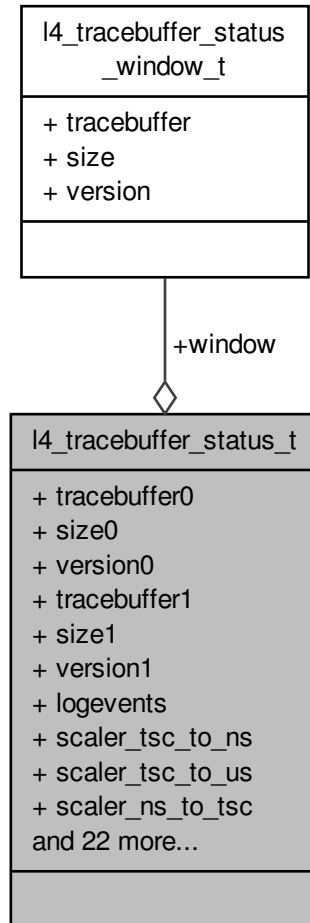 l4_tracebuffer_status
_window_t
+ tracebuffer
+ size
+ version
+window
l4_tracebuffer_status_t
+ tracebuffer0
+ size0
+ version0
+ tracebuffer1
+ size1
+ version1
+ logevents
+ scaler_tsc_to_ns
+ scaler_tsc_to_us
+ scaler_ns_to_tsc
and 22 more...